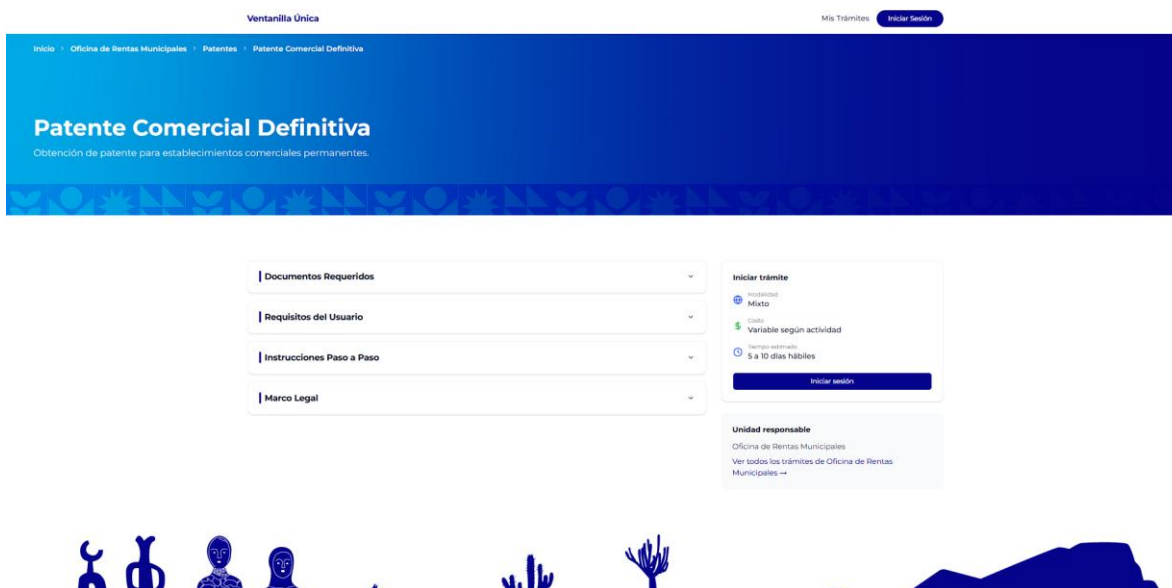 Ventanilla Única
Mis Trámites
Iniciar Sesión
Inicio > Oficina de Rentas Municipales > Patentes > Patente Comercial Definitiva
Patente Comercial Definitiva
Obtención de patente para establecimientos comerciales permanentes.
Documentos Requeridos
Requisitos del Usuario
Instrucciones Paso a Paso
Marco Legal
Iniciar trámite
Modalidad
Mixto
Costo
Variable según actividad
Tiempo estimado
5 a 10 días hábiles
Iniciar sesión
Unidad responsable
Oficina de Rentas Municipales
Ver todos los trámites de Oficina de Rentas
Municipales →